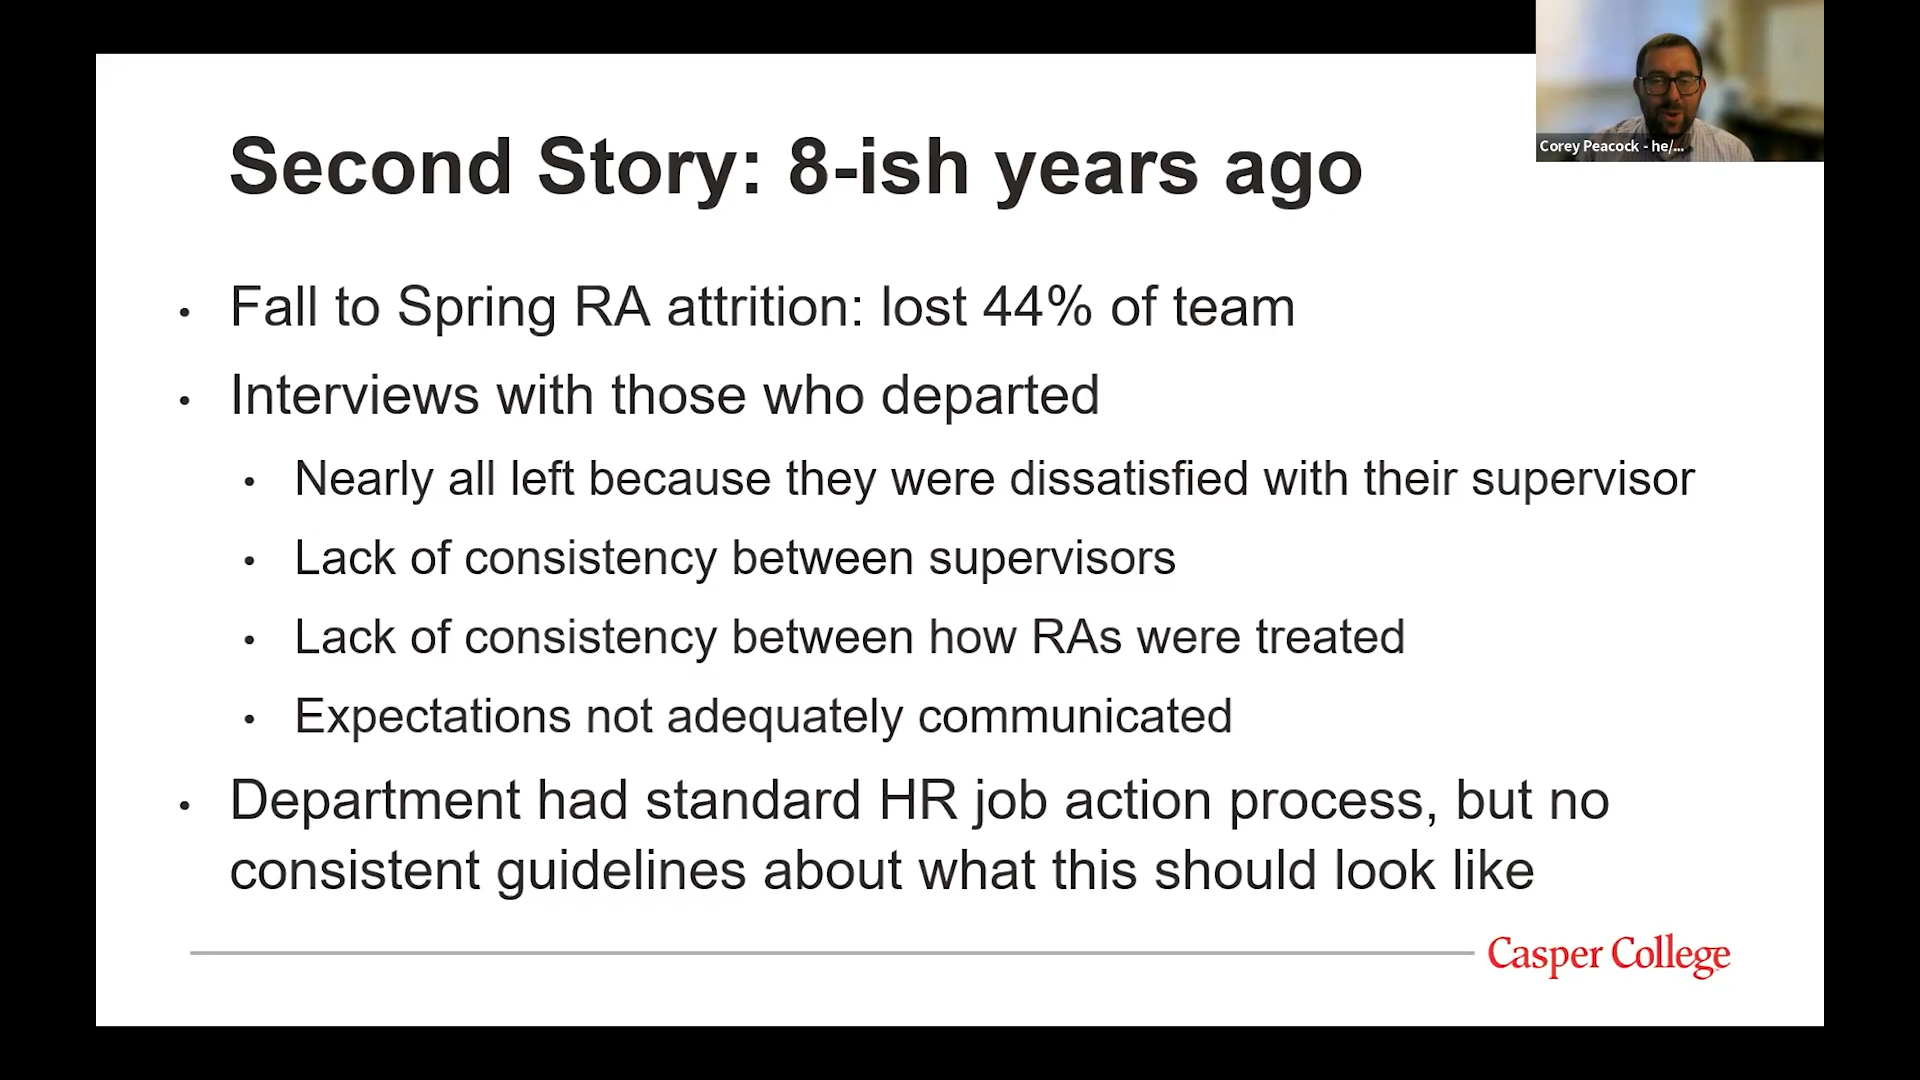 Corey Peacock - he/...
Second Story: 8-ish years ago
• Fall to Spring RA attrition: lost 44% of team
• Interviews with those who departed
• Nearly all left because they were dissatisfied with their supervisor
• Lack of consistency between supervisors
• Lack of consistency between how RAs were treated
• Expectations not adequately communicated
• Department had standard HR job action process, but no
consistent guidelines about what this should look like
Casper College